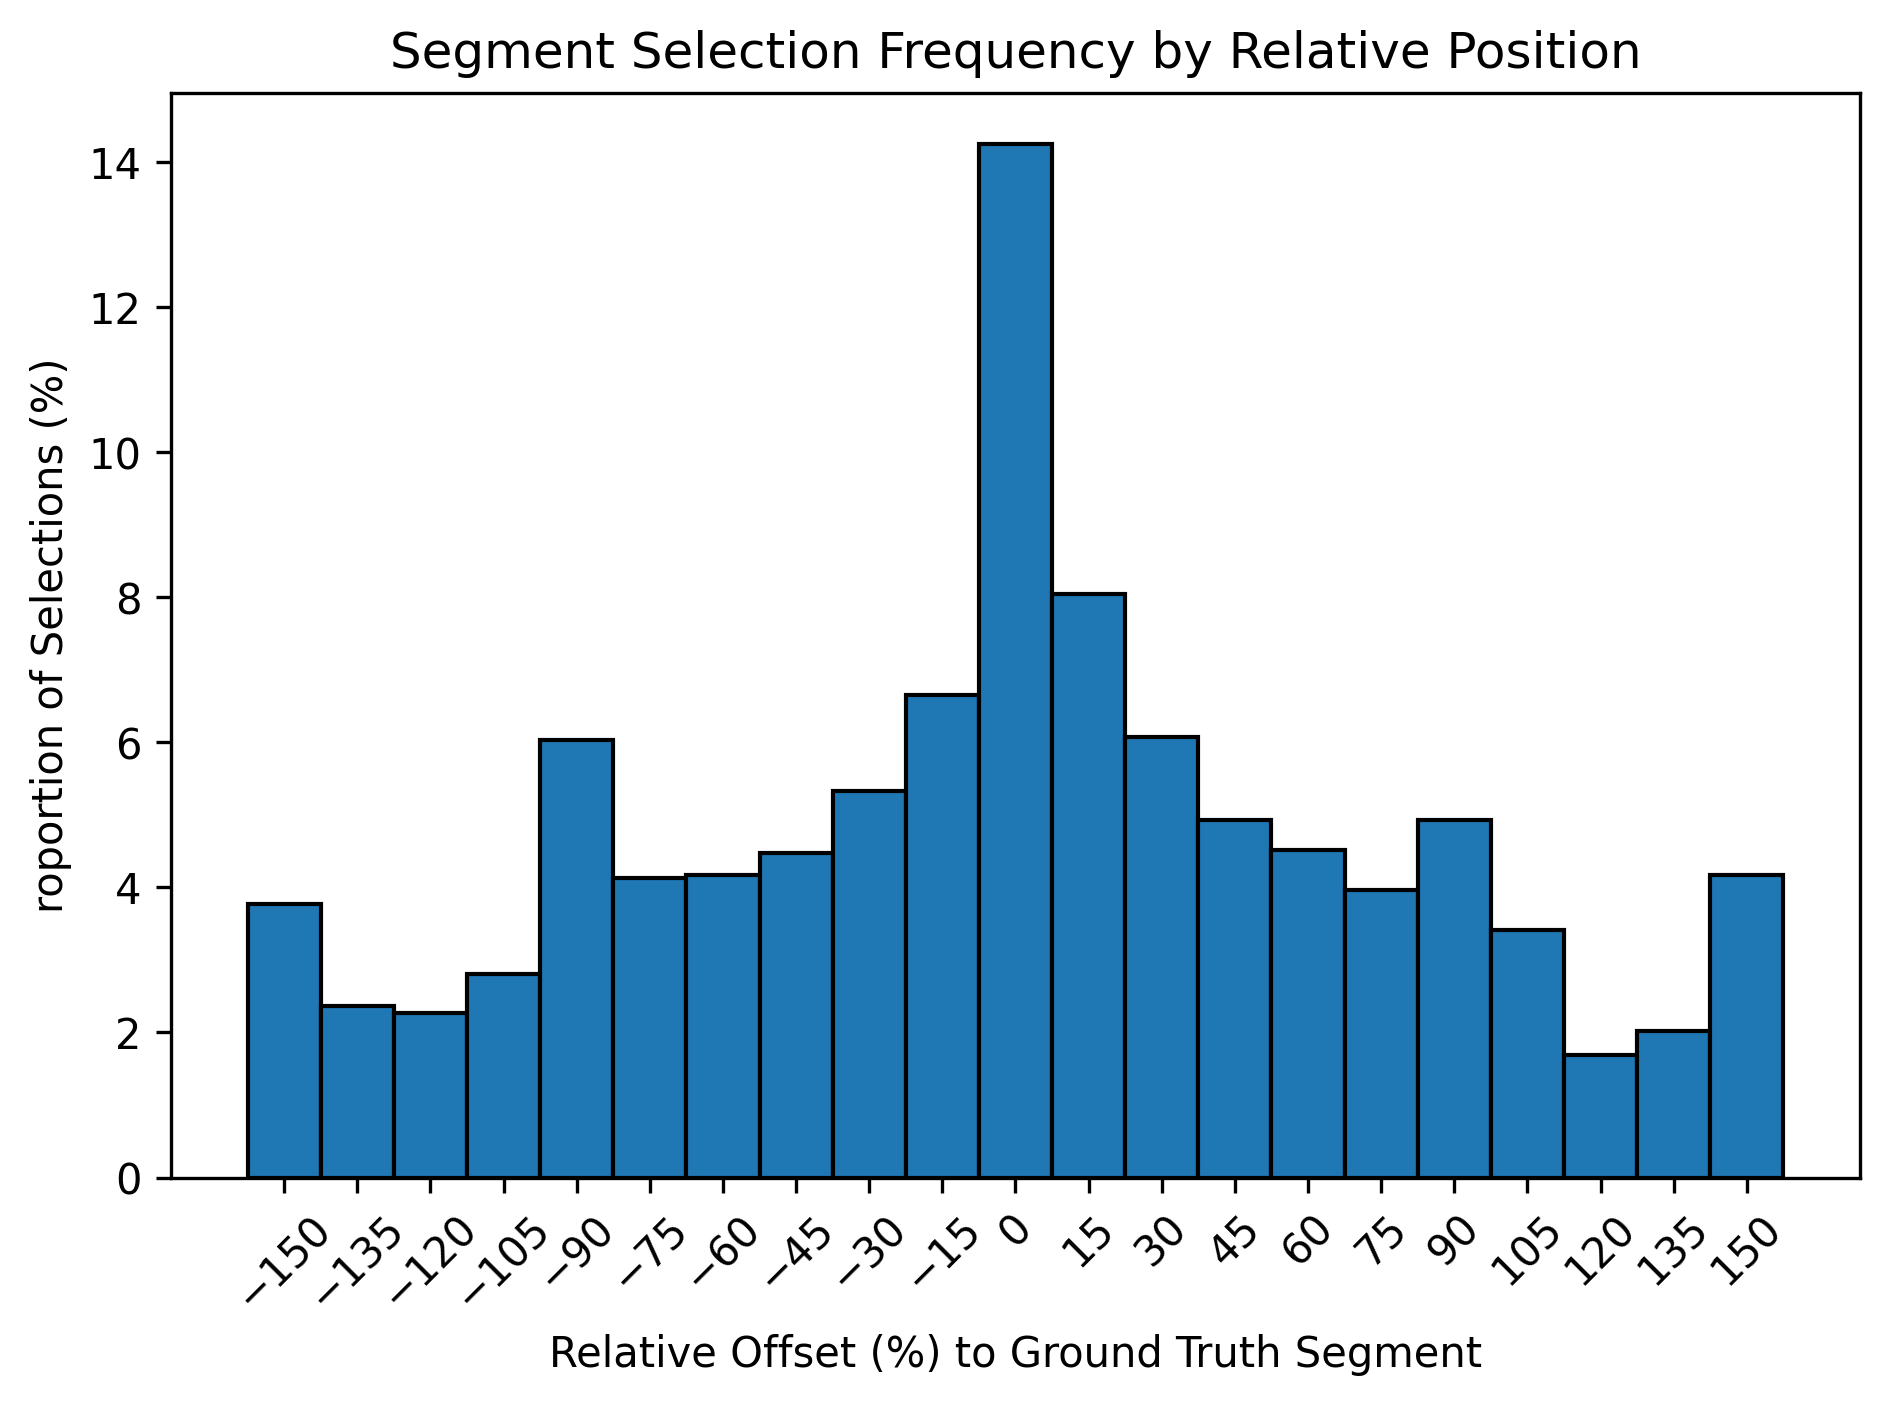 Segment Selection Frequency by Relative Position
roportion of Selections (%)
14
12
10
8
6
4
2
0
−150 −135 −120 −105 −90 −75 −60 −45 −30 −15 0 15 30 45 60 75 90 105 120 135 150
Relative Offset (%) to Ground Truth Segment